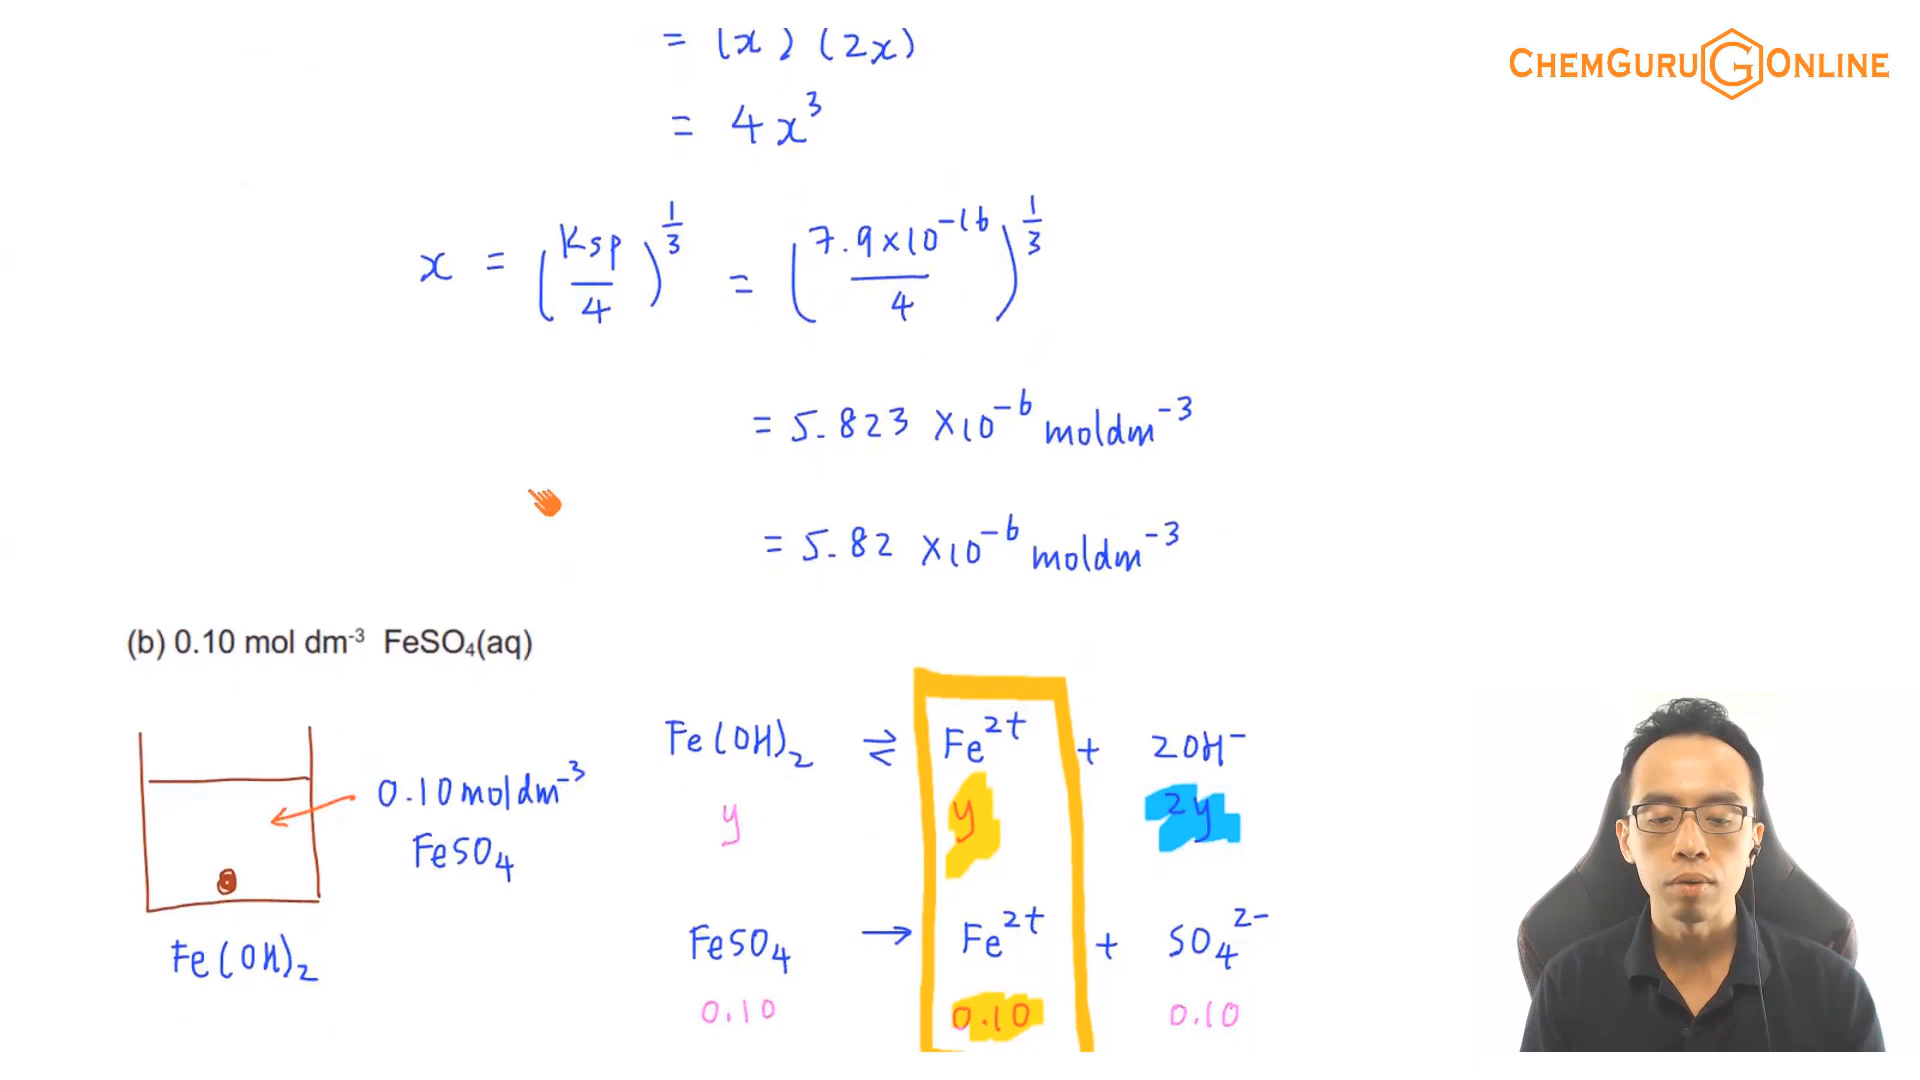 CHEMGURU G ONLINE
= (x) (2x)
= 4x³
x = (Ksp/4)^1/3 = (7.9×10⁻¹⁶/4)^1/3
= 5.823 ×10⁻⁶ moldm⁻³
= 5.82 ×10⁻⁶ moldm⁻³
(b) 0.10 mol dm⁻³ FeSO₄(aq)
0.10 moldm⁻³
FeSO₄
Fe(OH)₂
Fe(OH)₂ ⇌ Fe²⁺ + 2OH⁻
y y 2y
FeSO₄ → Fe²⁺ + SO₄²⁻
0.10 0.10 0.10